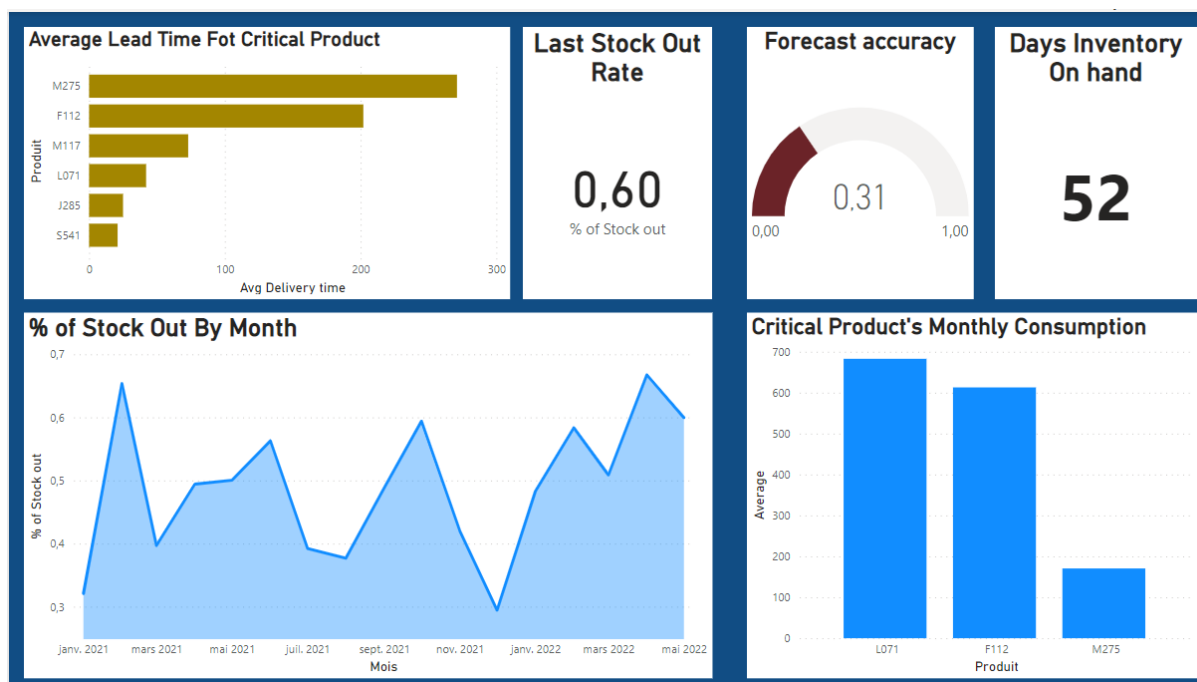 Average Lead Time Fot Critical Product
Produit
M275
F112
M117
L071
J285
S541
0 100 200 300
Avg Delivery time
Last Stock Out
Rate
0,60
% of Stock out
Forecast accuracy
0,31
0,00 1,00
Days Inventory
On hand
52
% of Stock Out By Month
% of Stock out
0,7
0,6
0,5
0,4
0,3
janv. 2021 mars 2021 mai 2021 juil. 2021 sept. 2021 nov. 2021 janv. 2022 mars 2022 mai 2022
Mois
Critical Product's Monthly Consumption
Average
700
600
500
400
300
200
100
0
L071 F112 M275
Produit